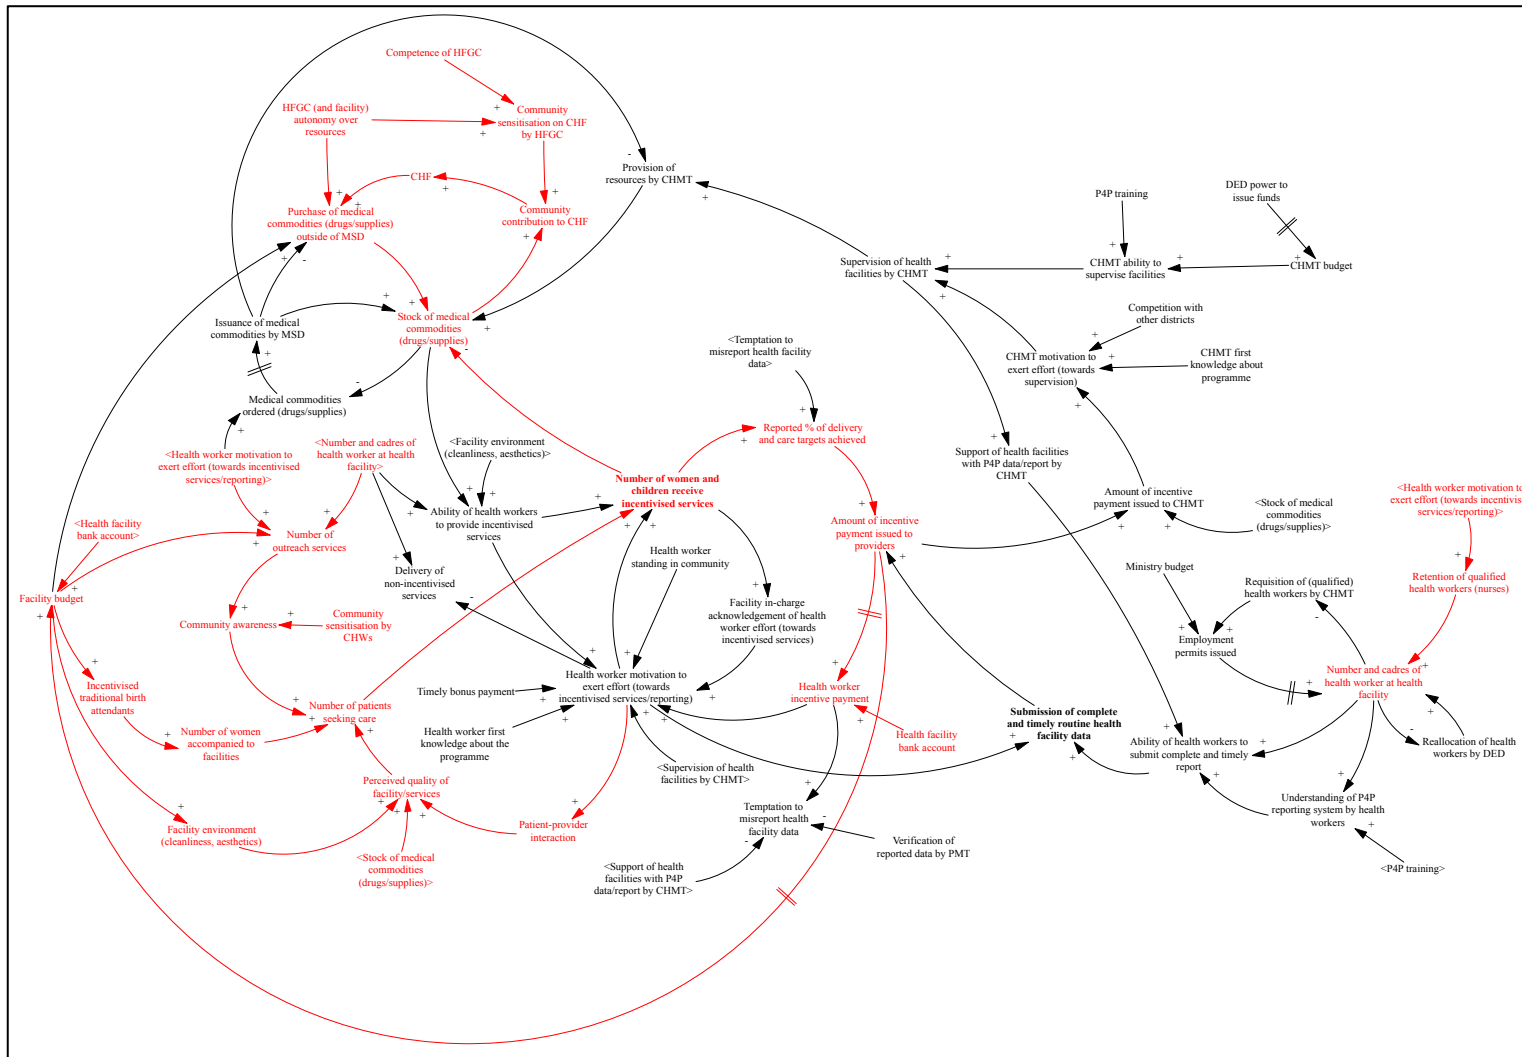 Competence of HFGC
HFGC (and facility)
autonomy over
resources
Community
sensitisation on CHF
by HFGC
CHF
Provision of
resources by CHMT
Purchase of medical
commodities (drugs/supplies)
outside of MSD
Community
contribution to CHF
P4P training
DED power to
issue funds
Supervision of health
facilities by CHMT
CHMT ability to
supervise facilities
CHMT budget
Issuance of medical
commodities by MSD
Stock of medical
commodities
(drugs/supplies)
Competition with
other districts
<Temptation to
misreport health facility
data>
CHMT motivation to
exert effort (towards
supervision)
CHMT first
knowledge about
programme
Medical commodities
ordered (drugs/supplies)
<Health worker motivation to
exert effort (towards incentivised
services/reporting)>
<Number and cadres of
health worker at health
facility>
<Facility environment
(cleanliness, aesthetics)>
Reported % of delivery
and care targets achieved
Support of health facilities
with P4P data/report by
CHMT
Number of women and
children receive
incentivised services
Amount of incentive
payment issued to CHMT
<Stock of medical
commodities
(drugs/supplies)>
<Health worker motivation to
exert effort (towards incentivised
services/reporting)>
<Health facility
bank account>
Number of
outreach services
Ability of health workers
to provide incentivised
services
Amount of incentive
payment issued to
providers
Health worker
standing in community
Delivery of
non-incentivised
services
Ministry budget
Requisition of (qualified)
health workers by CHMT
Retention of qualified
health workers (nurses)
Facility budget
Community awareness
Community
sensitisation by
CHWs
Facility in-charge
acknowledgement of health
worker effort (towards
incentivised services)
Employment
permits issued
Incentivised
traditional birth
attendants
Number of patients
seeking care
Timely bonus payment
Health worker motivation to
exert effort (towards
incentivised services/reporting)
Health worker
incentive payment
Number and cadres of
health worker at health
facility
Number of women
accompanied to
facilities
Health worker first
knowledge about the
programme
Health facility
bank account
Submission of complete
and timely routine health
facility data
Ability of health workers to
submit complete and timely
report
Reallocation of health
workers by DED
<Supervision of health
facilities by CHMT>
Perceived quality of
facility/services
Facility environment
(cleanliness, aesthetics)
Patient-provider
interaction
Temptation to
misreport health
facility data
Understanding of P4P
reporting system by health
workers
Verification of
reported data by PMT
<Stock of medical
commodities
(drugs/supplies)>
<Support of health
facilities with P4P
data/report by CHMT>
<P4P training>